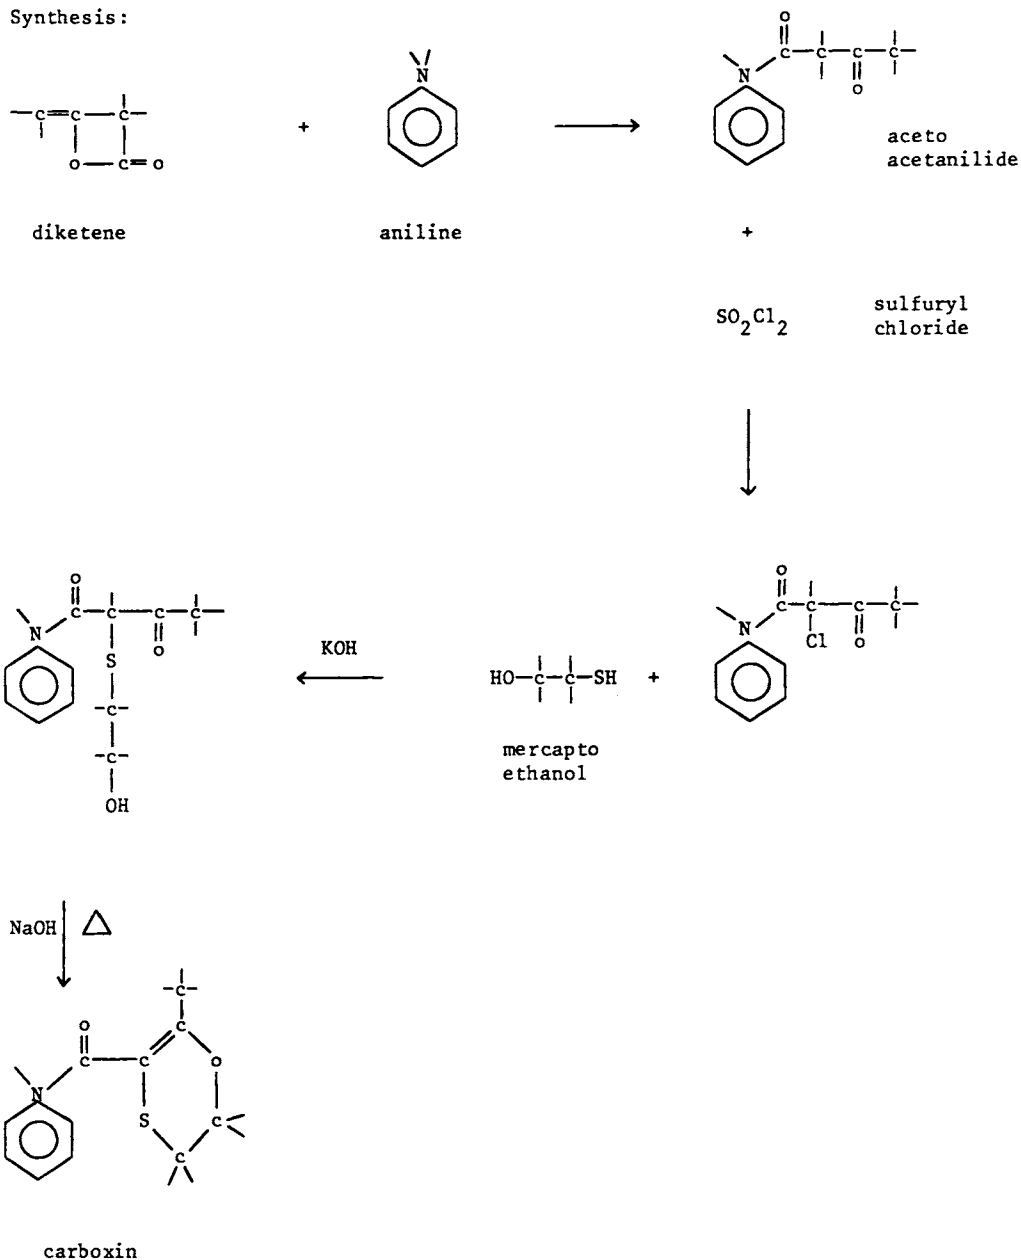 Synthesis:
diketene
+
aniline
aceto
acetanilide
+
SO2Cl2
sulfuryl
chloride
KOH
HO-C-C-SH
+
mercapto
ethanol
Cl
OH
NaOH
carboxin